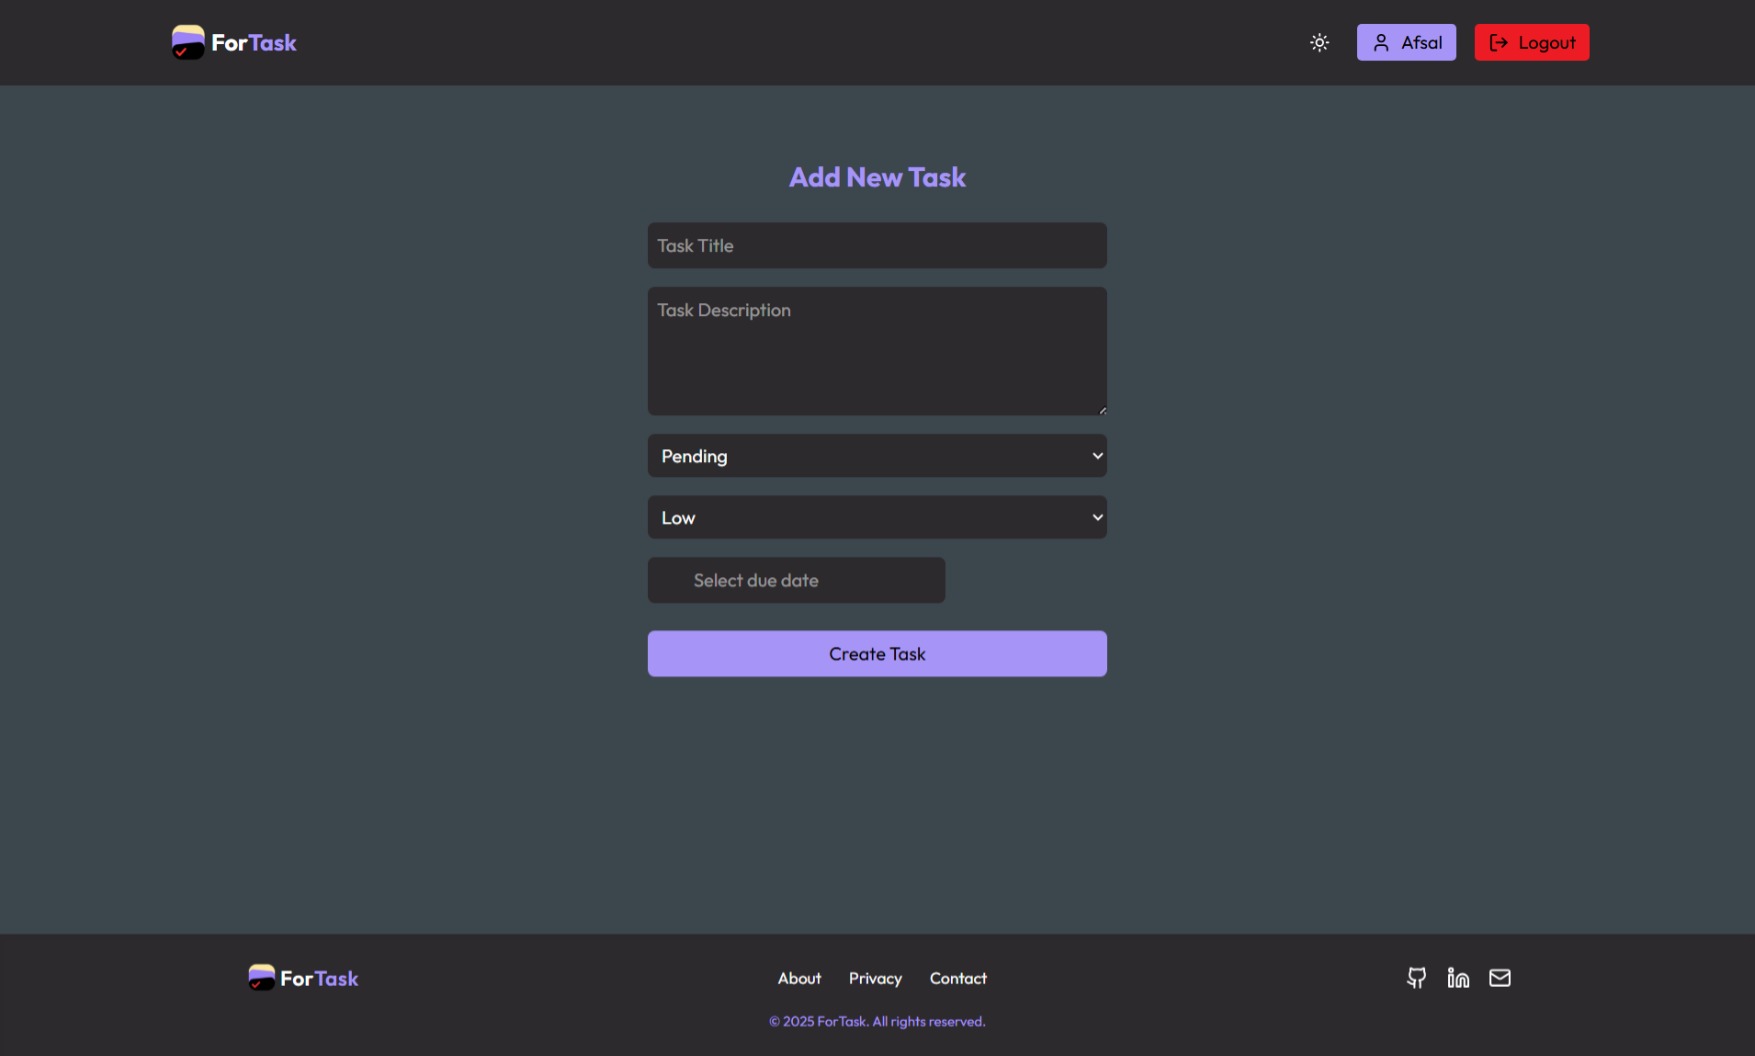 ForTask
Afsal
Logout
Add New Task
Task Title
Task Description
Pending
Low
Select due date
Create Task
ForTask
About Privacy Contact
© 2025 ForTask. All rights reserved.